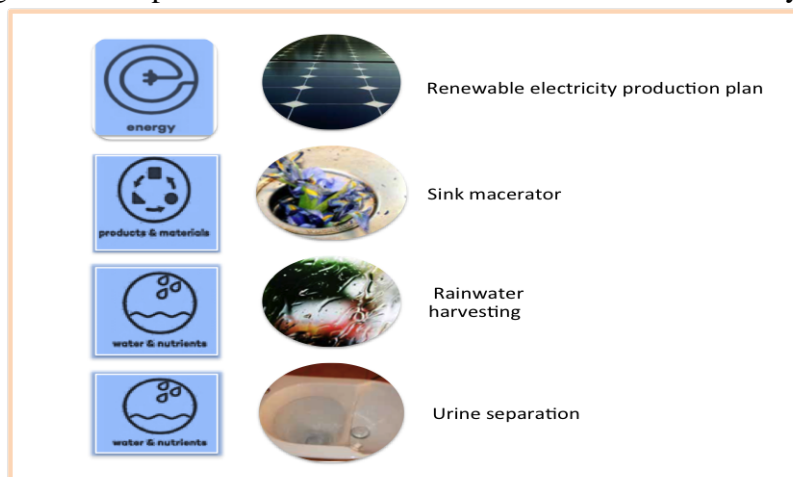 energy
Renewable electricity production plan
products & materials
Sink macerator
water & nutrients
Rainwater
harvesting
water & nutrients
Urine separation